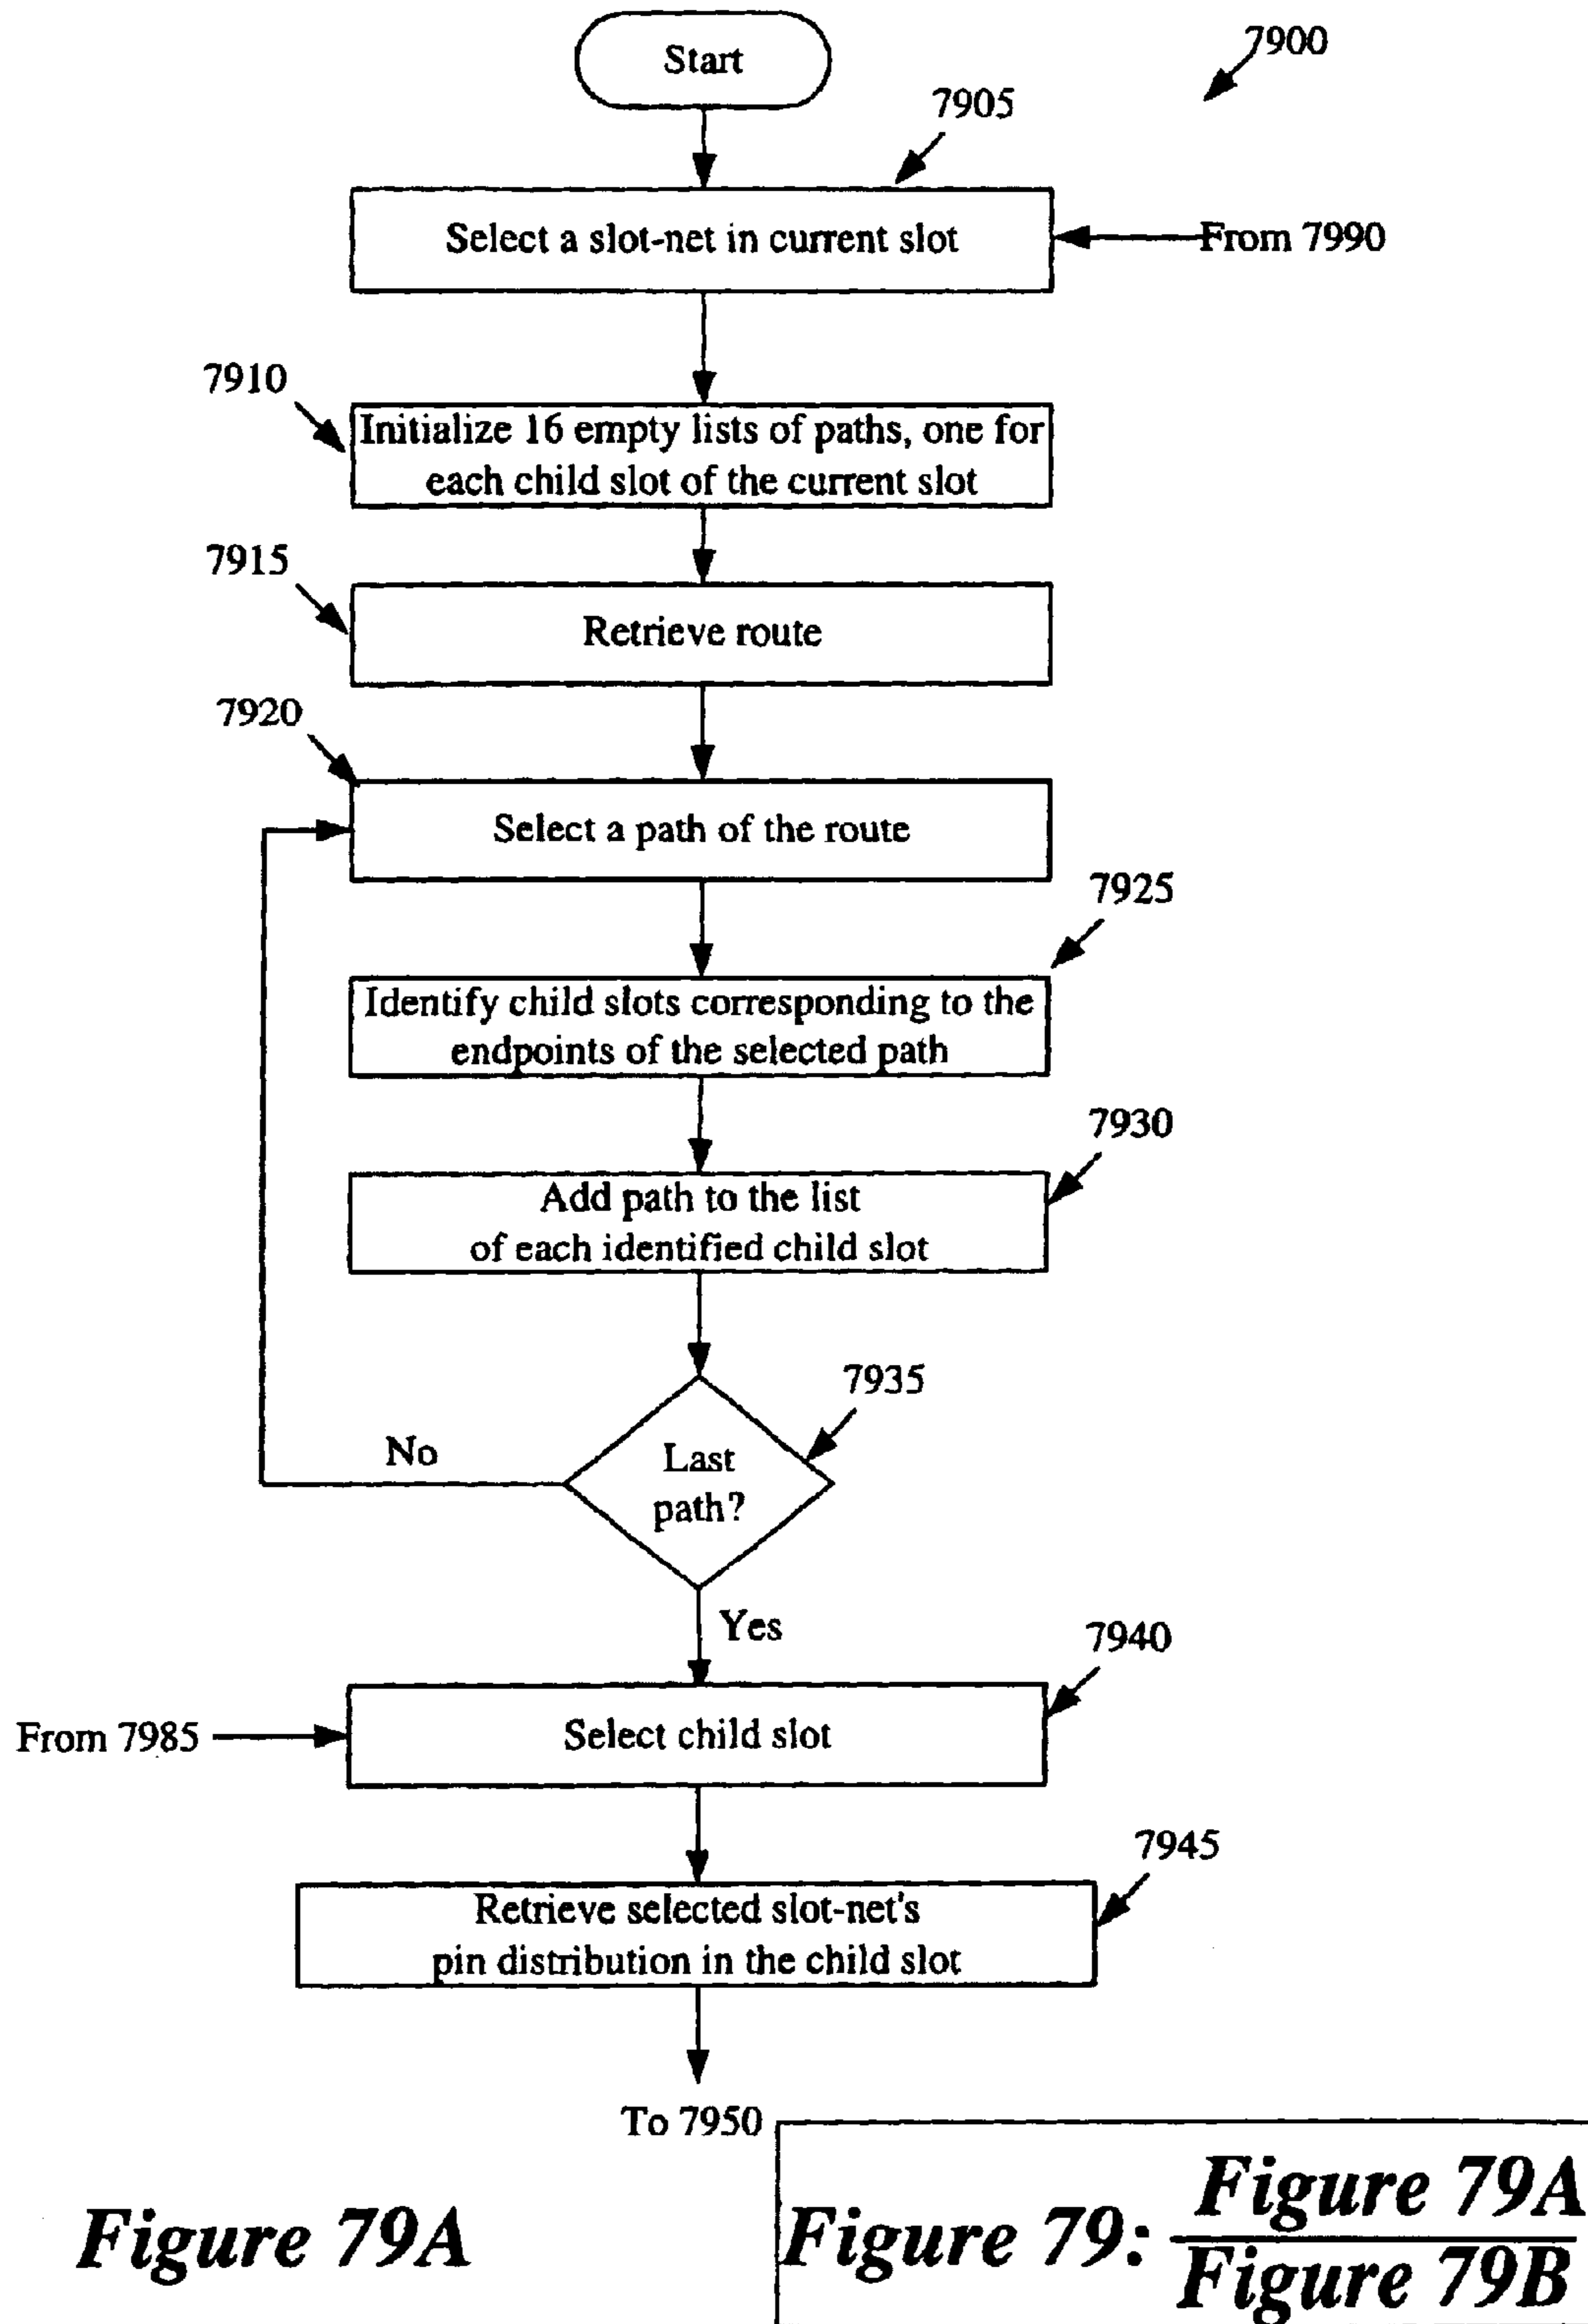 Start
7900
7905
Select a slot-net in current slot
From 7990
7910
Initialize 16 empty lists of paths, one for
each child slot of the current slot
7915
Retrieve route
7920
Select a path of the route
7925
Identify child slots corresponding to the
endpoints of the selected path
7930
Add path to the list
of each identified child slot
7935
Last
path?
No
Yes
7940
From 7985
Select child slot
7945
Retrieve selected slot-net's
pin distribution in the child slot
To 7950
Figure 79A
Figure 79:
Figure 79A
Figure 79B